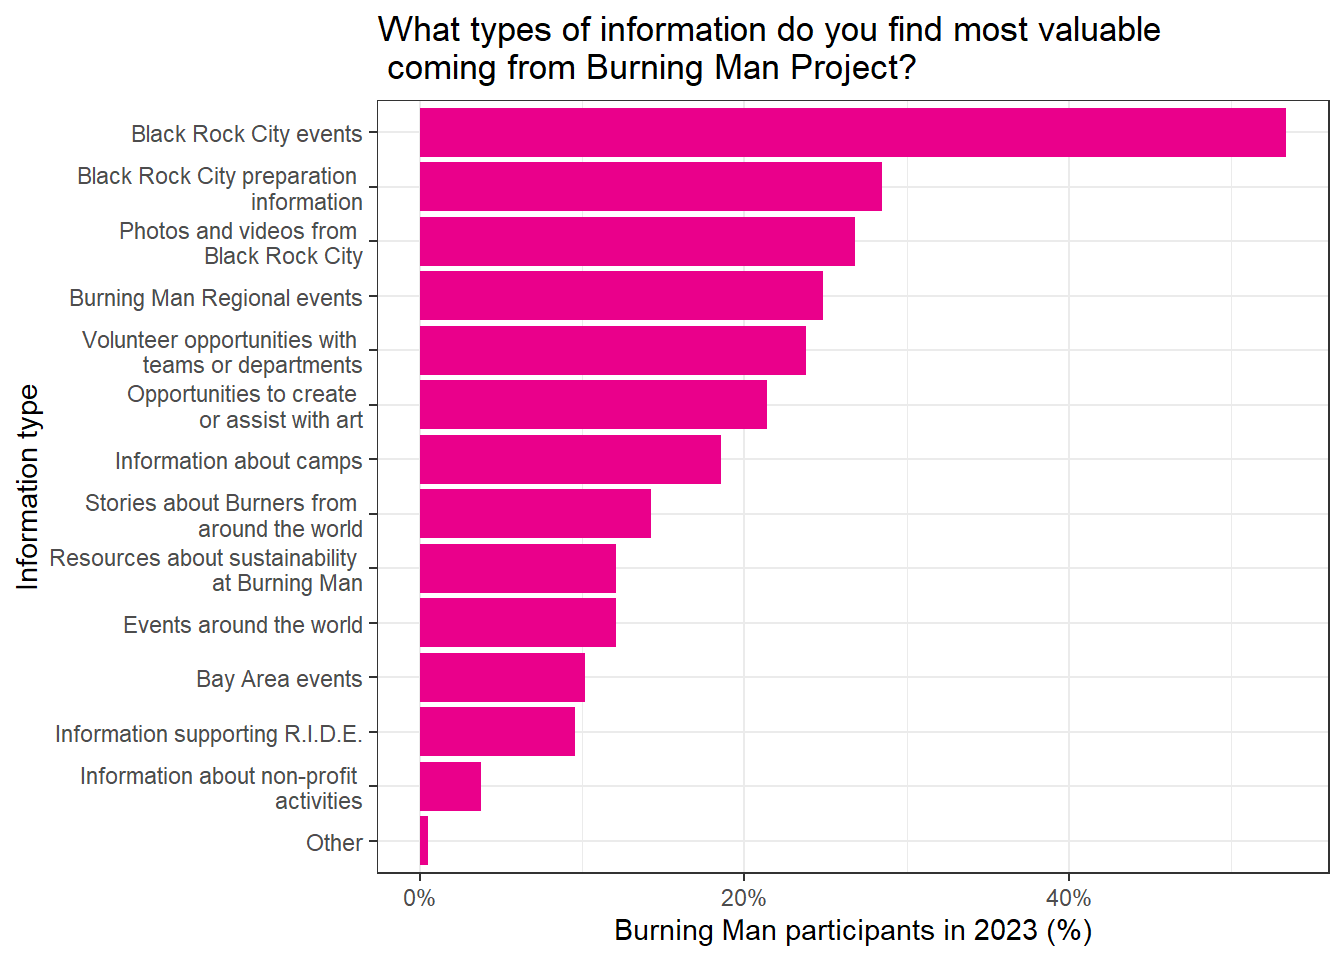 What types of information do you find most valuable
coming from Burning Man Project?
Information type
Black Rock City events
Black Rock City preparation
information
Photos and videos from
Black Rock City
Burning Man Regional events
Volunteer opportunities with
teams or departments
Opportunities to create
or assist with art
Information about camps
Stories about Burners from
around the world
Resources about sustainability
at Burning Man
Events around the world
Bay Area events
Information supporting R.I.D.E.
Information about non-profit
activities
Other
0% 20% 40%
Burning Man participants in 2023 (%)